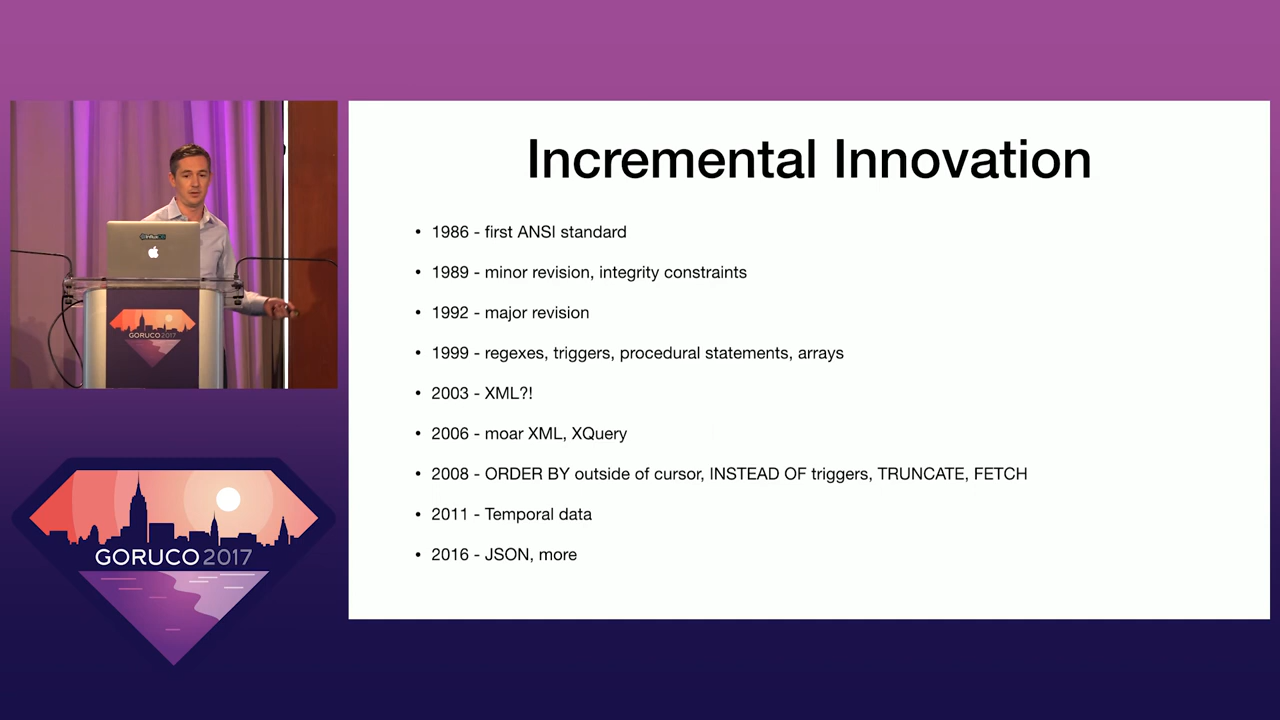 Incremental Innovation
• 1986 - first ANSI standard
• 1989 - minor revision, integrity constraints
• 1992 - major revision
• 1999 - regexes, triggers, procedural statements, arrays
• 2003 - XML?!
• 2006 - moar XML, XQuery
• 2008 - ORDER BY outside of cursor, INSTEAD OF triggers, TRUNCATE, FETCH
• 2011 - Temporal data
• 2016 - JSON, more
GORUCO 2017
GORUCO 2017